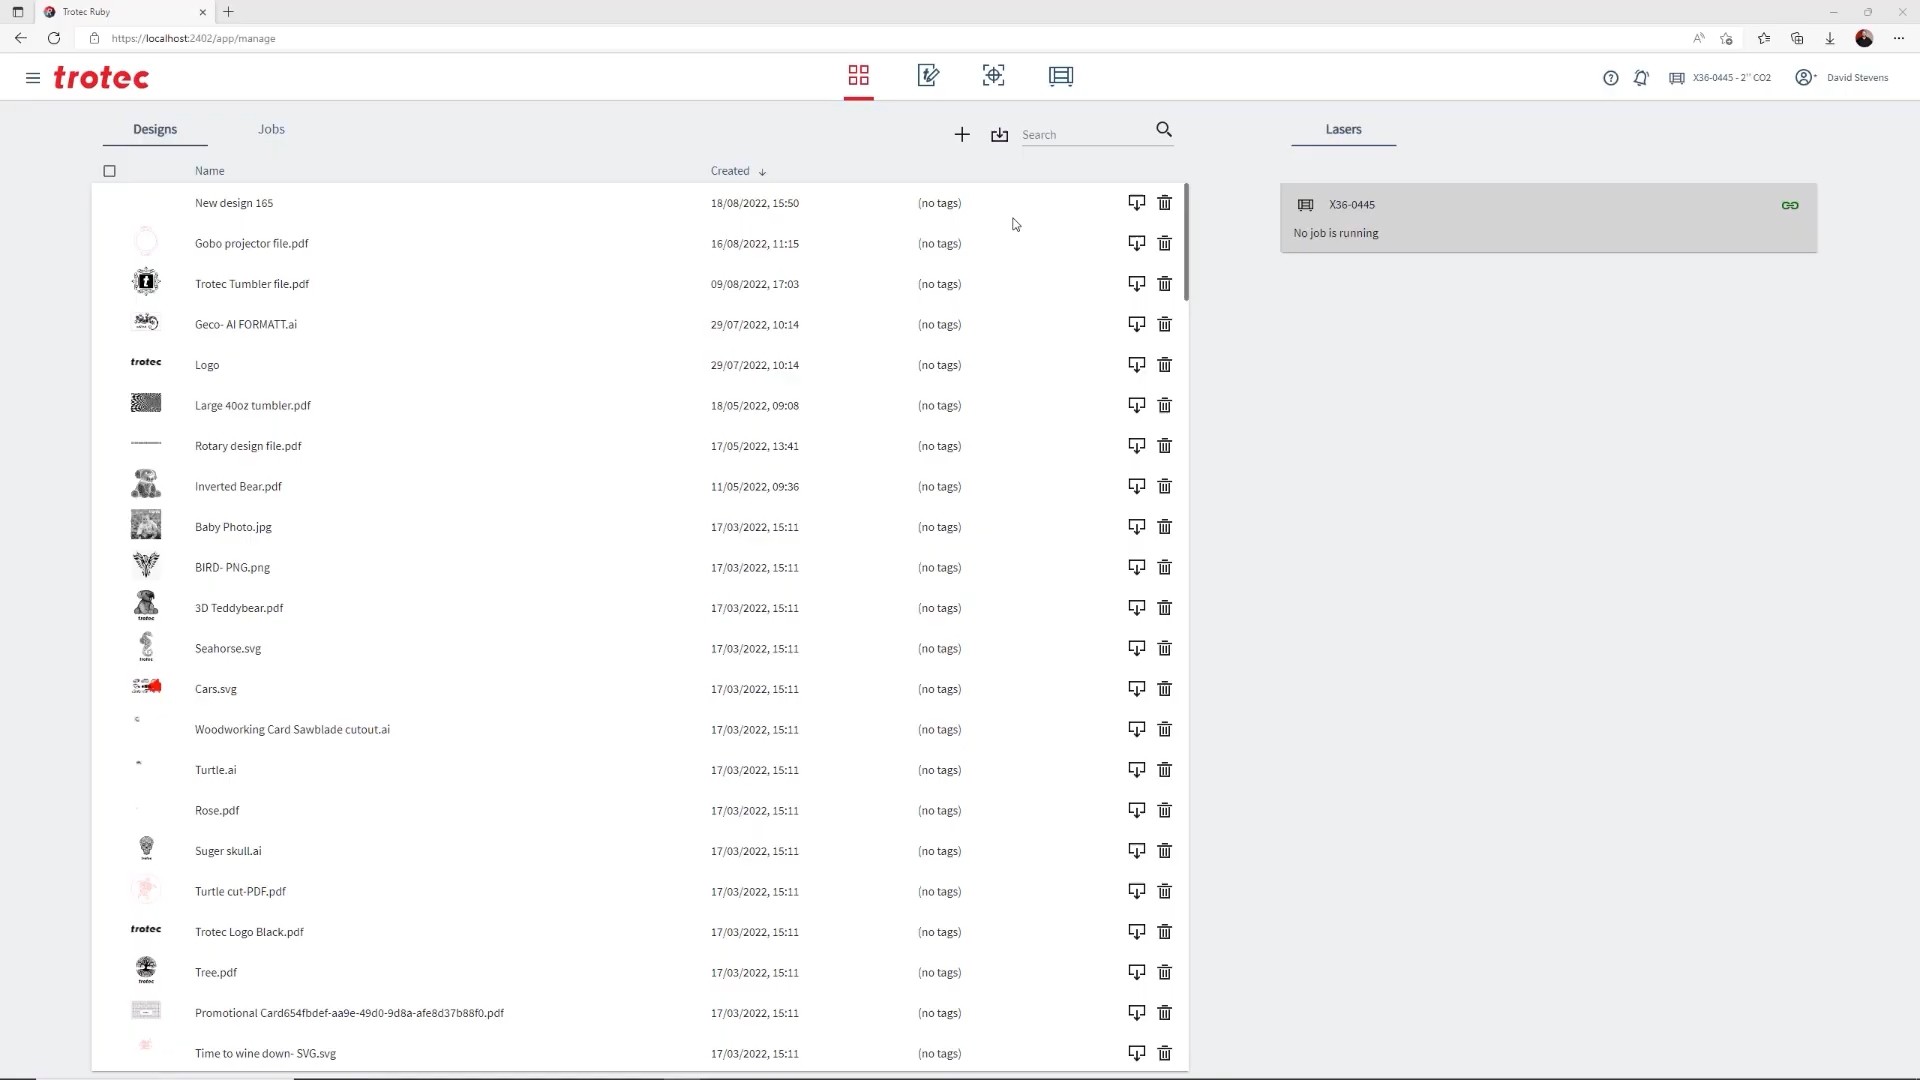 Trotec Ruby
https://localhost:2402/app/manage
trotec
X36-0445 - 2'' CO2
David Stevens
Designs
Jobs
Search
Lasers
Name
Created
New design 165 18/08/2022, 15:50 (no tags)
X36-0445
No job is running
Gobo projector file.pdf 16/08/2022, 11:15 (no tags)
Trotec Tumbler file.pdf 09/08/2022, 17:03 (no tags)
Geco- AI FORMATT.ai 29/07/2022, 10:14 (no tags)
trotec Logo 29/07/2022, 10:14 (no tags)
Large 40oz tumbler.pdf 18/05/2022, 09:08 (no tags)
Rotary design file.pdf 17/05/2022, 13:41 (no tags)
Inverted Bear.pdf 11/05/2022, 09:36 (no tags)
Baby Photo.jpg 17/03/2022, 15:11 (no tags)
BIRD- PNG.png 17/03/2022, 15:11 (no tags)
3D Teddybear.pdf 17/03/2022, 15:11 (no tags)
trotec
Seahorse.svg 17/03/2022, 15:11 (no tags)
trotec
Cars.svg 17/03/2022, 15:11 (no tags)
Woodworking Card Sawblade cutout.ai 17/03/2022, 15:11 (no tags)
Turtle.ai 17/03/2022, 15:11 (no tags)
Rose.pdf 17/03/2022, 15:11 (no tags)
Suger skull.ai 17/03/2022, 15:11 (no tags)
trotec
Turtle cut-PDF.pdf 17/03/2022, 15:11 (no tags)
trotec Trotec Logo Black.pdf 17/03/2022, 15:11 (no tags)
Tree.pdf 17/03/2022, 15:11 (no tags)
trotec
Promotional Card654fbdef-aa9e-49d0-9d8a-afe8d37b88f0.pdf 17/03/2022, 15:11 (no tags)
Time to wine down- SVG.svg 17/03/2022, 15:11 (no tags)